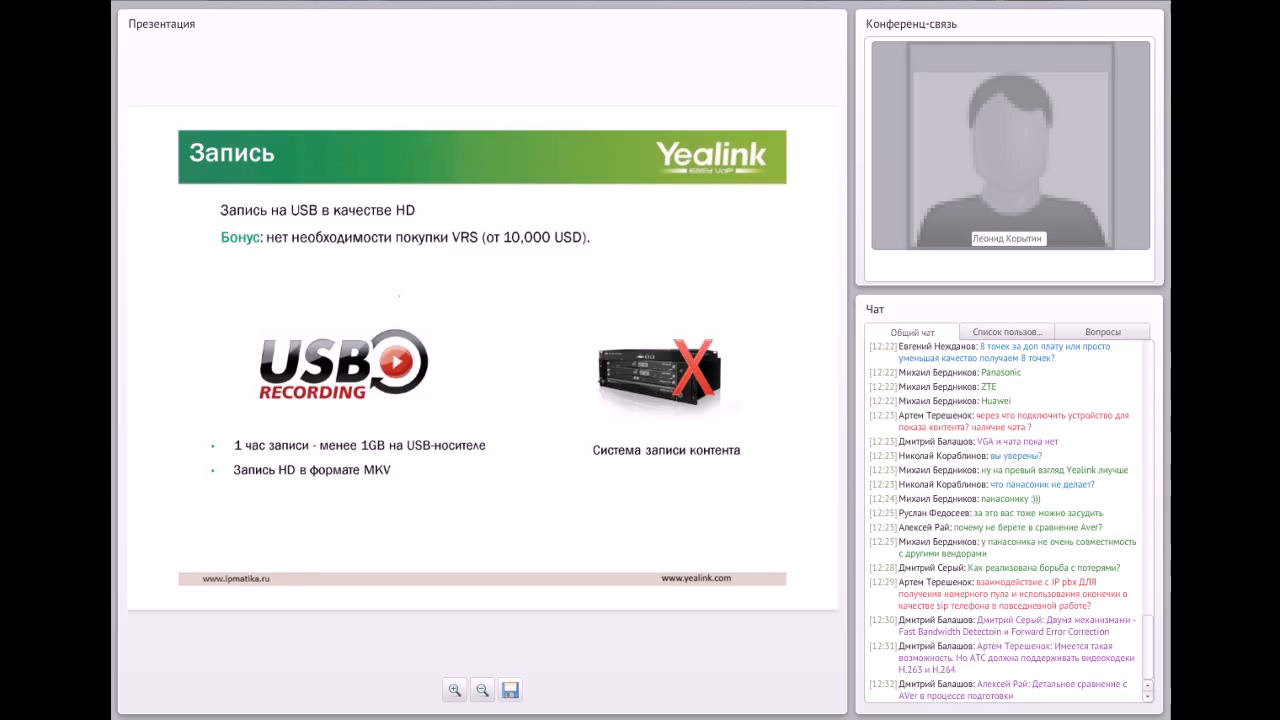 Презентация
Запись
Yealink
EASY VOIP
Запись на USB в качестве HD
Бонус: нет необходимости покупки VRS (от 10,000 USD).
USB
RECORDING
X
• 1 час записи - менее 1GB на USB-носителе
• Запись HD в формате MKV
Система записи контента
www.ipmatika.ru
www.yealink.com
Конференц-связь
Леонид Корытин
Чат
Общий чат
Список пользов...
Вопросы
[12:22] Евгений Нежданов: 8 точек за доп плату или просто
уменьшая качество получаем 8 точек?
[12:22] Михаил Бердников: Panasonic
[12:22] Михаил Бердников: ZTE
[12:22] Михаил Бердников: Huawei
[12:23] Артем Терешенок: через что подключить устройство для
показа контента? наличие чата ?
[12:23] Дмитрий Балашов: VGA и чата пока нет
[12:23] Николай Кораблинов: вы уверены?
[12:23] Михаил Бердников: ну на превый взгляд Yealink лиучше
[12:23] Николай Кораблинов: что панасоник не делает?
[12:24] Михаил Бердников: панасонику :)))
[12:25] Руслан Федосеев: за это вас тоже можно засудить
[12:25] Алексей Рай: почему не берете в сравнение Aver?
[12:25] Михаил Бердников: у панасоника не очень совместимость
с другими вендорами
[12:28] Дмитрий Серый: Как реализована борьба с потерями?
[12:29] Артем Терешенок: взаимодействие с IP pbx ДЛЯ
получения номерного пула и использования оконечки в
качестве sip телефона в повседневной работе?
[12:30] Дмитрий Балашов: Дмитрий Серый: Двумя механизмами -
Fast Bandwidth Detectoin и Forward Error Correction
[12:31] Дмитрий Балашов: Артем Терешенок: Имеется такая
возможность. Но АТС должна поддерживать видеокодеки
H.263 и H.264
[12:32] Дмитрий Балашов: Алексей Рай: Детальное сравнение с
AVer в процессе подготовки